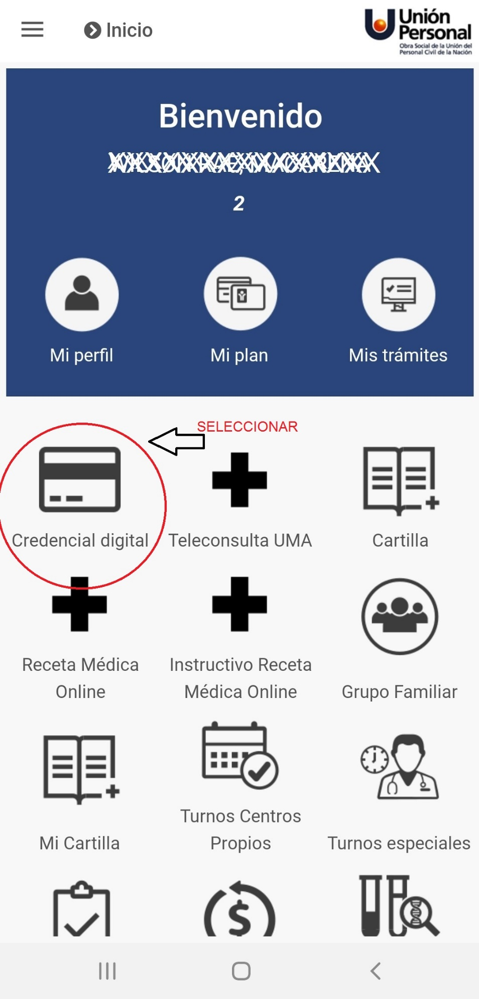 Inicio
Unión
Personal
Obra Social de la Unión del
Personal Civil de la Nación
Bienvenido
2
Mi perfil
Mi plan
Mis trámites
SELECCIONAR
Credencial digital
Teleconsulta UMA
Cartilla
Receta Médica
Online
Instructivo Receta
Médica Online
Grupo Familiar
Mi Cartilla
Turnos Centros
Propios
Turnos especiales